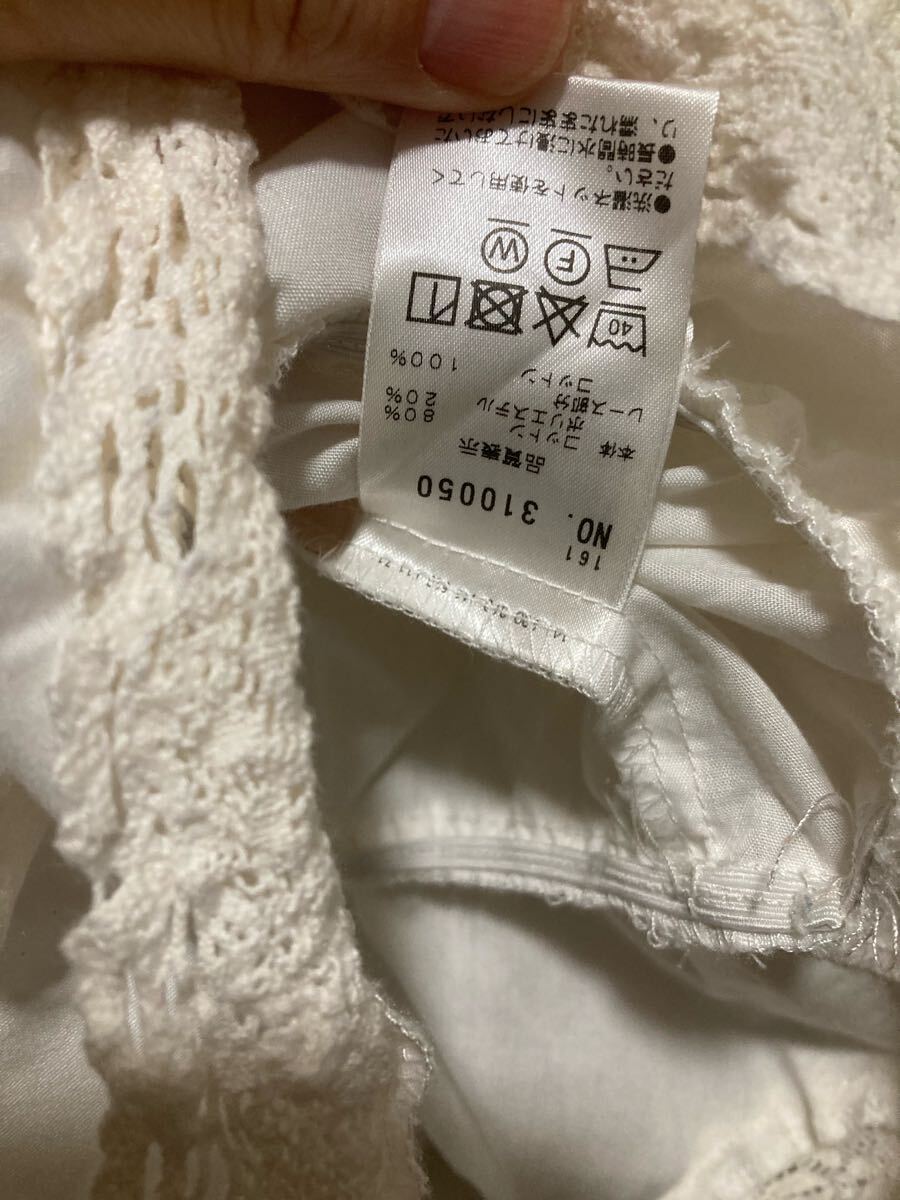 161
NO. 310050
品質表示
本体 コットン 80%
ポリエステル 20%
レース部分
コットン 100%
40
F W
●洗濯ネットを使用してく
ださい。
●長時間水に漬けておいた
り、濡れたままにしないで